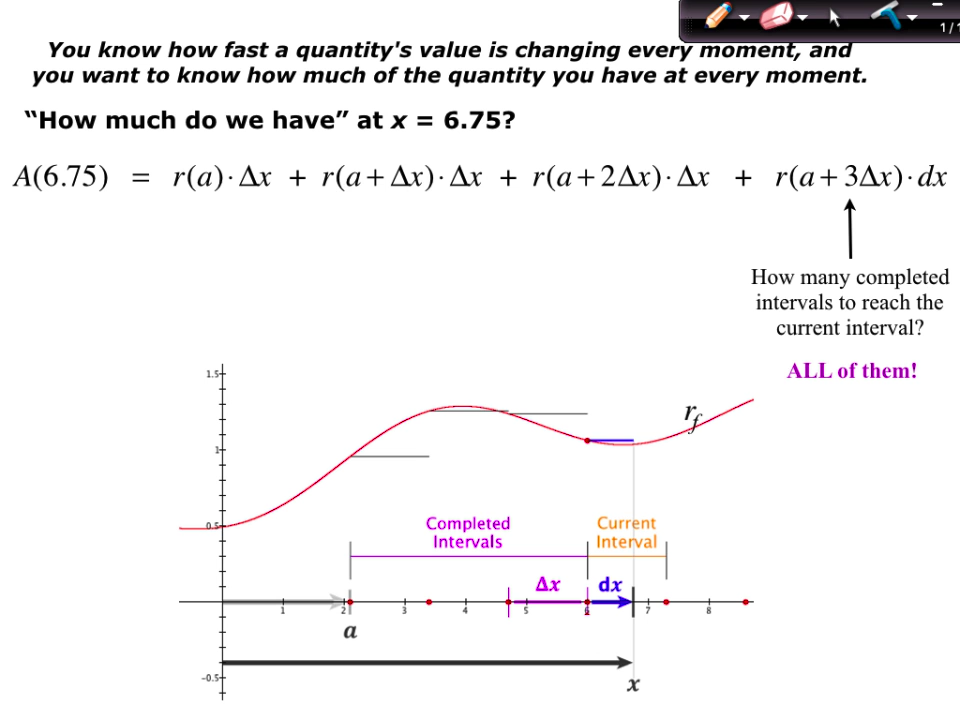 1/1
You know how fast a quantity's value is changing every moment, and
you want to know how much of the quantity you have at every moment.
“How much do we have” at x = 6.75?
A(6.75) = r(a)·Δx + r(a+Δx)·Δx + r(a+2Δx)·Δx + r(a+3Δx)·dx
How many completed
intervals to reach the
current interval?
ALL of them!
1.5
r_f
1
0.5
Completed
Intervals
Current
Interval
Δx dx
1 2 3 4 5 6 7 8
a
-0.5
x